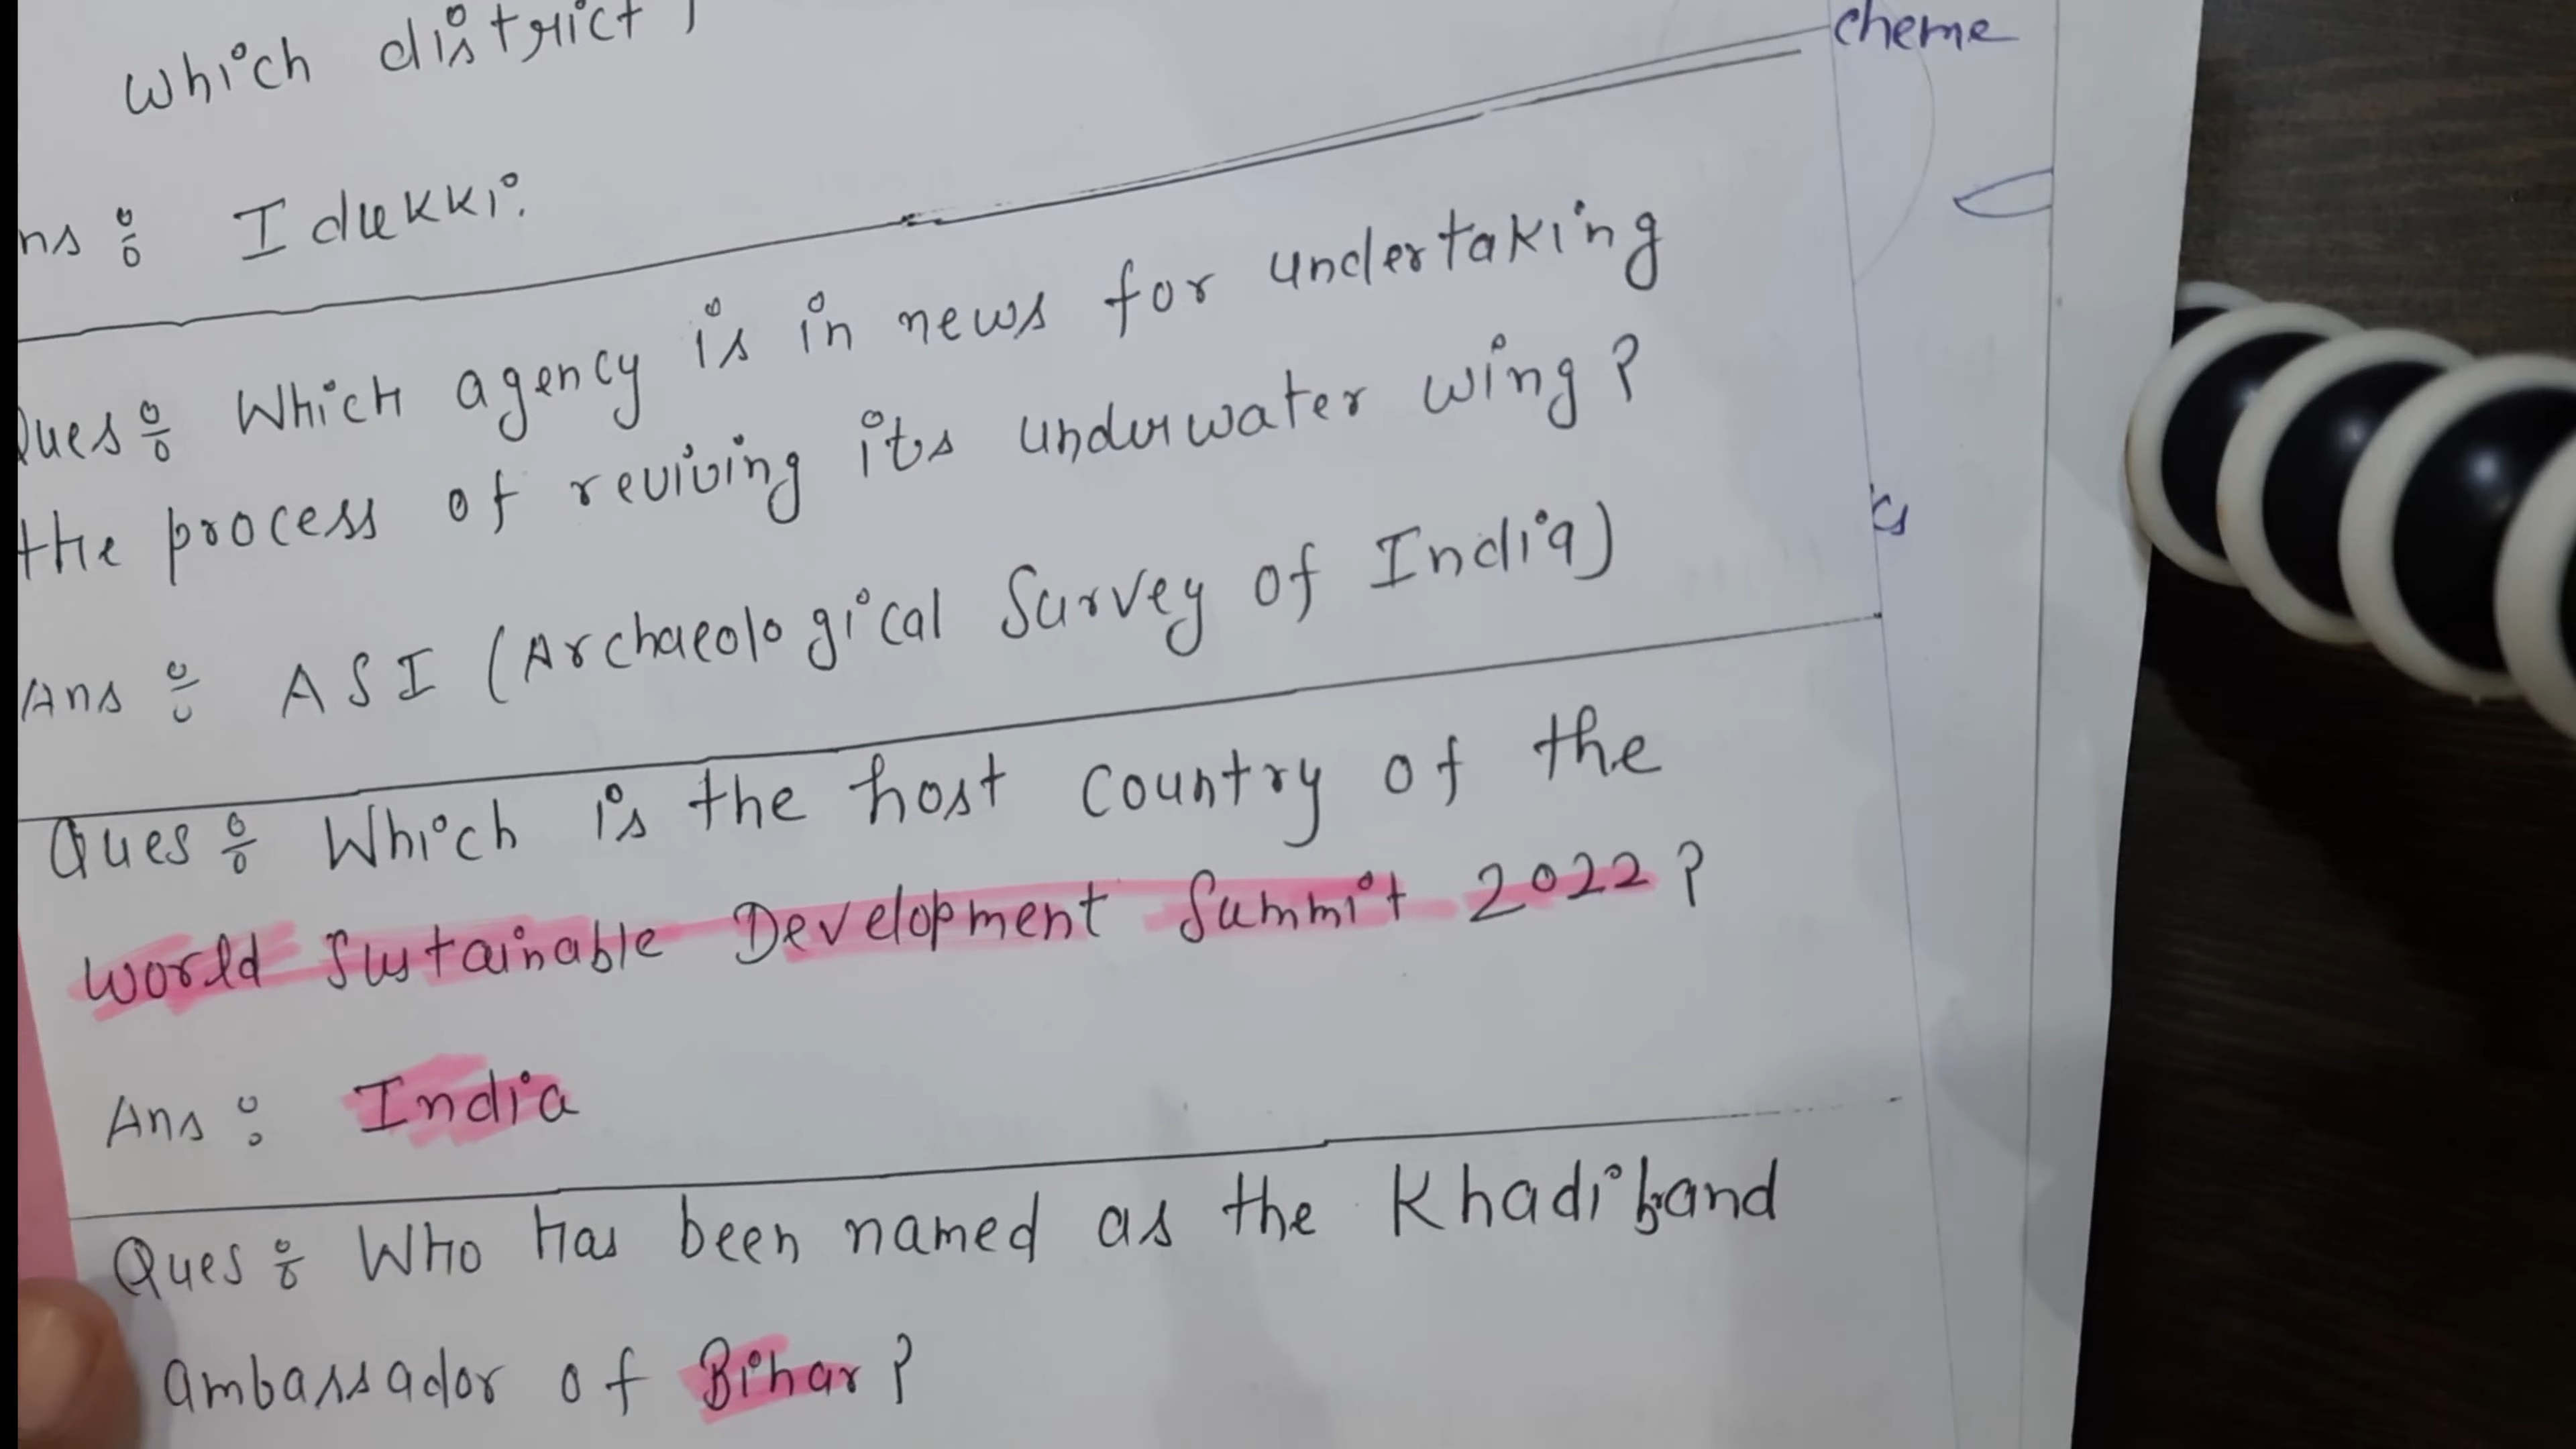 Which district?
cheme
ns : Idukki.
Ques : Which agency is in news for undertaking
the process of reviving its underwater wing?
Ans : ASI (Archaeological Survey of India)
Ques : Which is the host country of the
World Sustainable Development Summit 2022?
Ans : India
Ques : Who has been named as the Khadi brand
ambassador of Bihar?